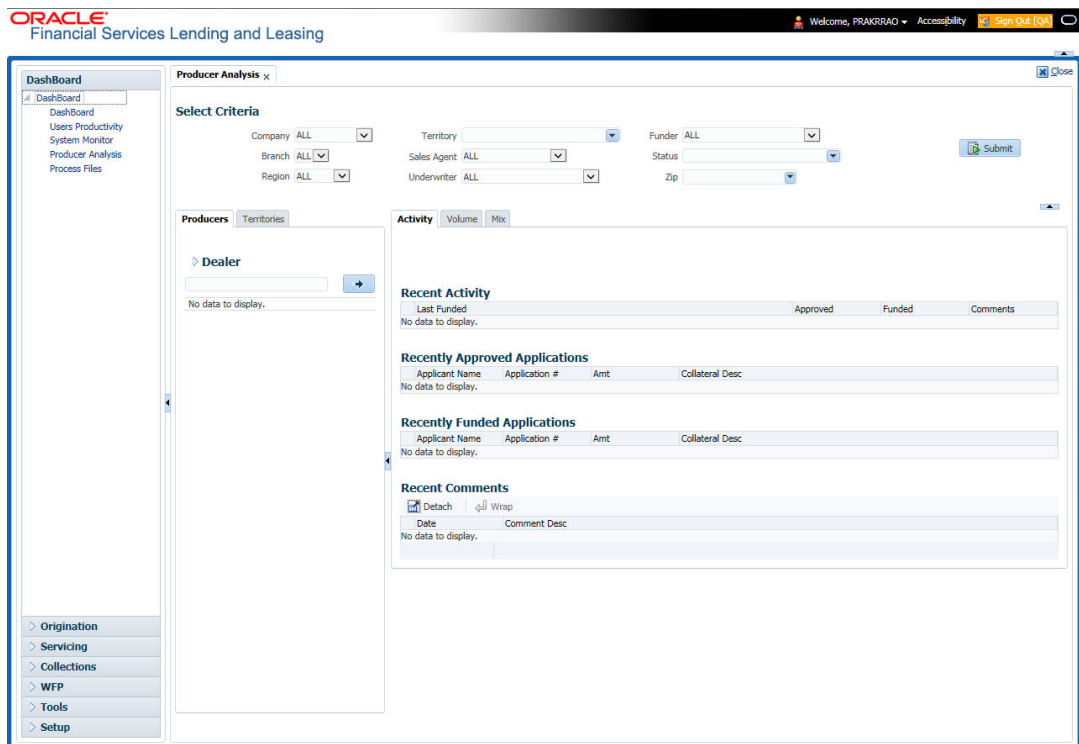 ORACLE
Financial Services Lending and Leasing
Welcome, PRAKRRAO Accessibility Sign Out [QA]
DashBoard
DashBoard
DashBoard
Users Productivity
System Monitor
Producer Analysis
Process Files
Origination
Servicing
Collections
WFP
Tools
Setup
Producer Analysis x
Close
Select Criteria
Company ALL Territory Funder ALL
Branch ALL Sales Agent ALL Status
Region ALL Underwriter ALL Zip
Submit
Producers Territories
Dealer
No data to display.
Activity Volume Mix
Recent Activity
Last Funded Approved Funded Comments
No data to display.
Recently Approved Applications
Applicant Name Application # Amt Collateral Desc
No data to display.
Recently Funded Applications
Applicant Name Application # Amt Collateral Desc
No data to display.
Recent Comments
Detach Wrap
Date Comment Desc
No data to display.